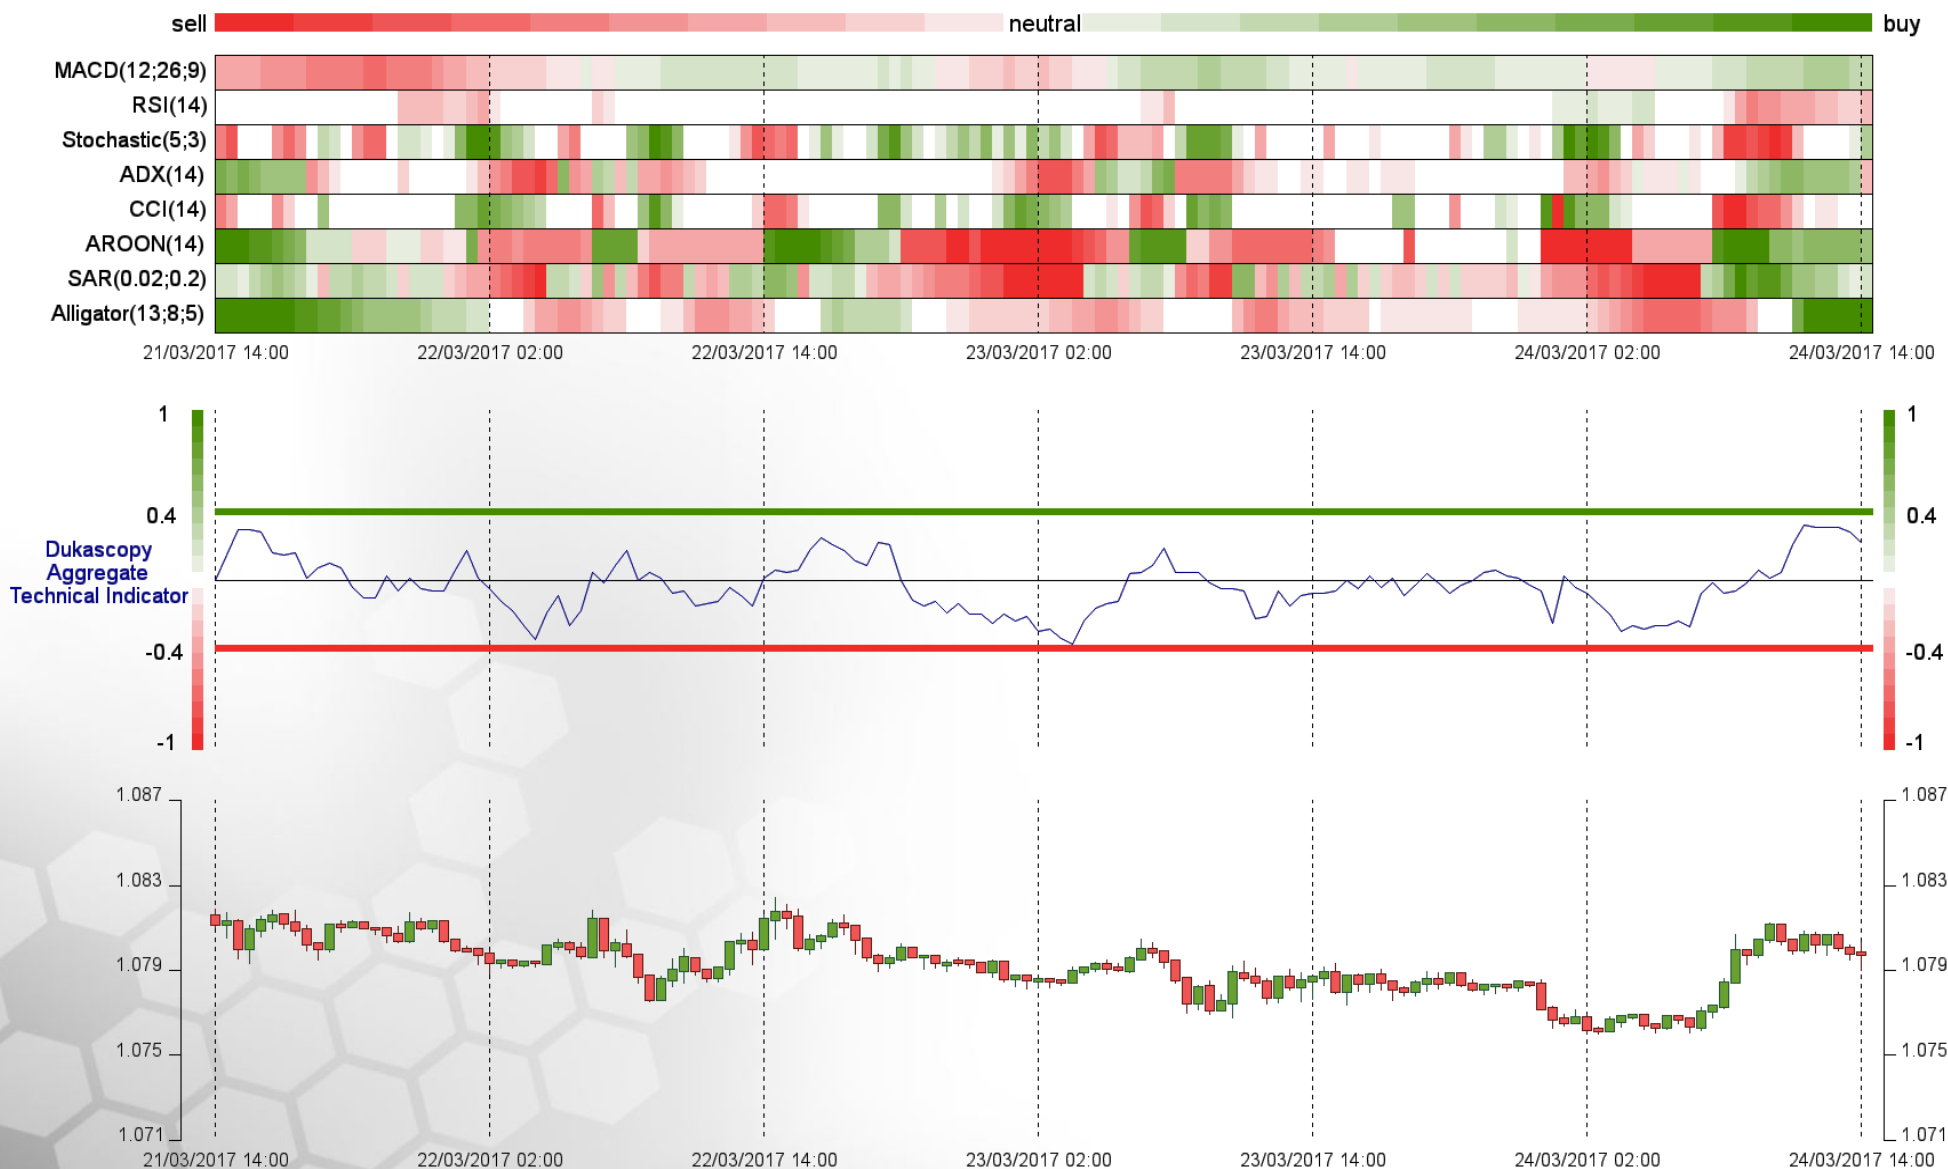 sell neutral buy
MACD(12;26;9)
RSI(14)
Stochastic(5;3)
ADX(14)
CCI(14)
AROON(14)
SAR(0.02;0.2)
Alligator(13;8;5)
21/03/2017 14:00 22/03/2017 02:00 22/03/2017 14:00 23/03/2017 02:00 23/03/2017 14:00 24/03/2017 02:00 24/03/2017 14:00
1 1
0.4 0.4
Dukascopy
Aggregate
Technical Indicator
-0.4 -0.4
-1 -1
1.087 1.087
1.083 1.083
1.079 1.079
1.075 1.075
1.071 1.071
21/03/2017 14:00 22/03/2017 02:00 22/03/2017 14:00 23/03/2017 02:00 23/03/2017 14:00 24/03/2017 02:00 24/03/2017 14:00